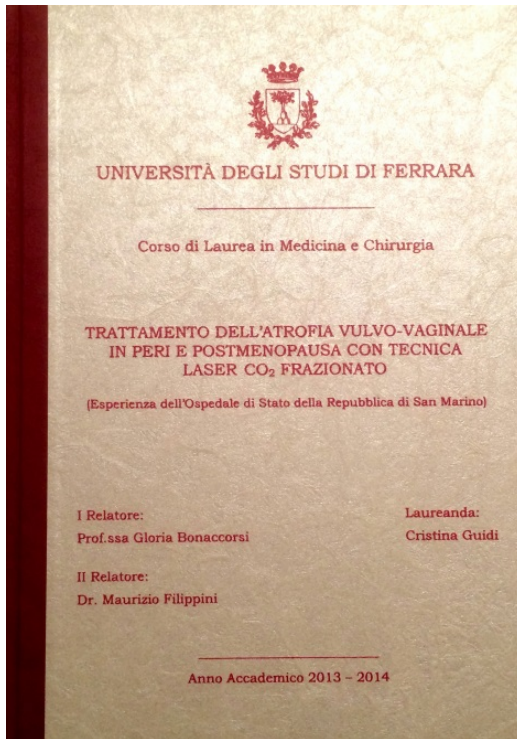 UNIVERSITÀ DEGLI STUDI DI FERRARA
Corso di Laurea in Medicina e Chirurgia
TRATTAMENTO DELL'ATROFIA VULVO-VAGINALE
IN PERI E POSTMENOPAUSA CON TECNICA
LASER CO₂ FRAZIONATO
(Esperienza dell'Ospedale di Stato della Repubblica di San Marino)
I Relatore:
Prof.ssa Gloria Bonaccorsi
Laureanda:
Cristina Guidi
II Relatore:
Dr. Maurizio Filippini
Anno Accademico 2013 – 2014